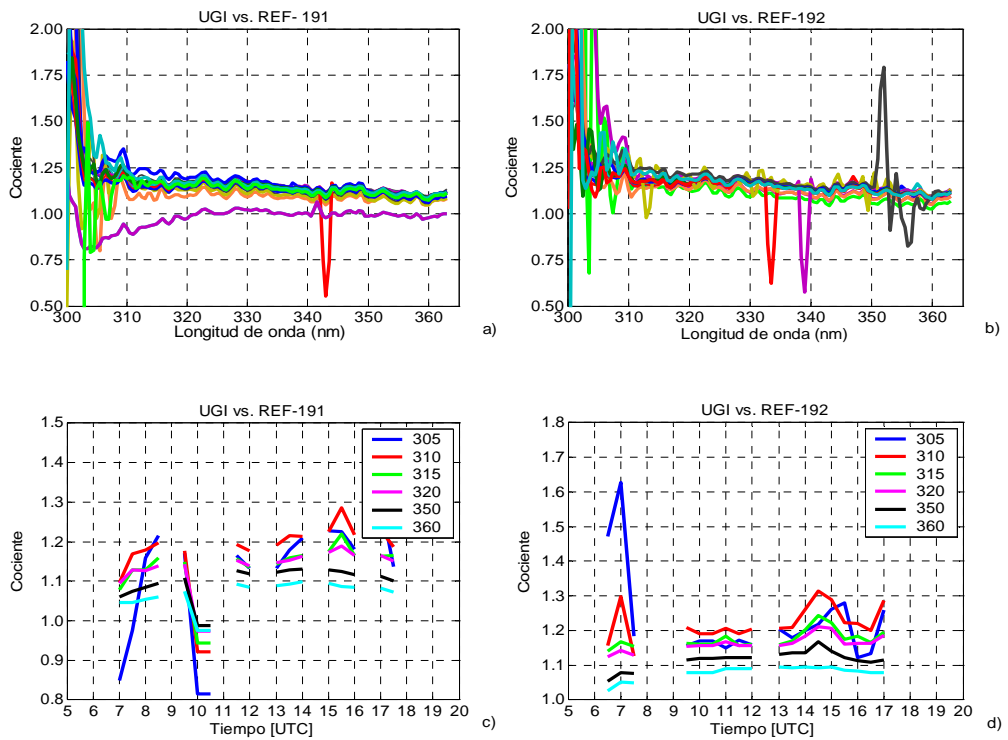 UGI vs. REF- 191
2.00
1.75
1.50
1.25
1.00
0.75
0.50
Cociente
300 310 320 330 340 350 360
Longitud de onda (nm)
a)
UGI vs. REF-192
2.00
1.75
1.50
1.25
1.00
0.75
0.50
Cociente
300 310 320 330 340 350 360
Longitud de onda (nm)
b)
UGI vs. REF-191
1.5
1.4
1.3
1.2
1.1
1.0
0.9
0.8
Cociente
305
310
315
320
350
360
5 6 7 8 9 10 11 12 13 14 15 16 17 18 19 20
Tiempo [UTC]
c)
UGI vs. REF-192
1.8
1.7
1.6
1.5
1.4
1.3
1.2
1.1
1.0
Cociente
305
310
315
320
350
360
5 6 7 8 9 10 11 12 13 14 15 16 17 18 19 20
Tiempo [UTC]
d)